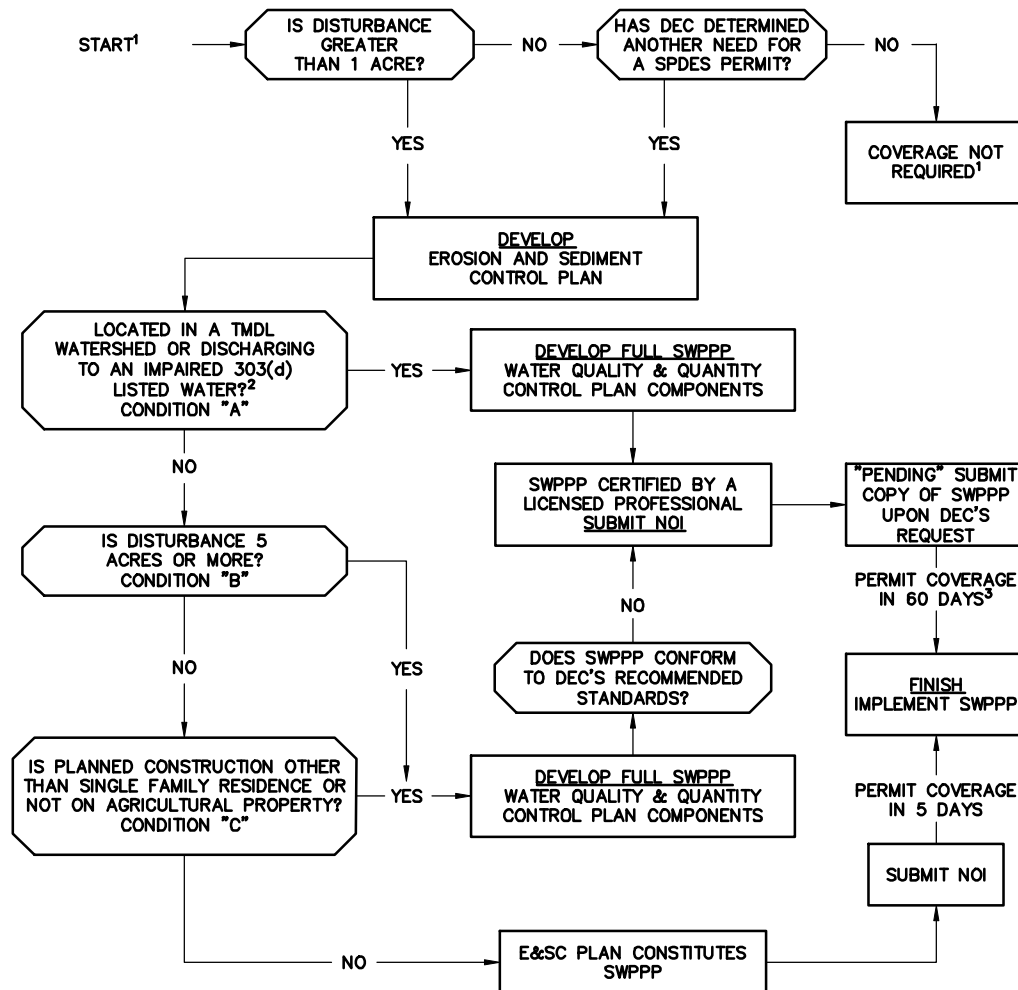 START¹
IS DISTURBANCE
GREATER
THAN 1 ACRE?
NO
HAS DEC DETERMINED
ANOTHER NEED FOR
A SPDES PERMIT?
NO
YES
YES
COVERAGE NOT
REQUIRED¹
DEVELOP
EROSION AND SEDIMENT
CONTROL PLAN
LOCATED IN A TMDL
WATERSHED OR DISCHARGING
TO AN IMPAIRED 303(d)
LISTED WATER?²
CONDITION "A"
YES
DEVELOP FULL SWPPP
WATER QUALITY & QUANTITY
CONTROL PLAN COMPONENTS
NO
SWPPP CERTIFIED BY A
LICENSED PROFESSIONAL
SUBMIT NOI
"PENDING" SUBMIT
COPY OF SWPPP
UPON DEC'S
REQUEST
IS DISTURBANCE 5
ACRES OR MORE?
CONDITION "B"
PERMIT COVERAGE
IN 60 DAYS³
NO
NO
YES
DOES SWPPP CONFORM
TO DEC'S RECOMMENDED
STANDARDS?
FINISH
IMPLEMENT SWPPP
IS PLANNED CONSTRUCTION OTHER
THAN SINGLE FAMILY RESIDENCE OR
NOT ON AGRICULTURAL PROPERTY?
CONDITION "C"
YES
DEVELOP FULL SWPPP
WATER QUALITY & QUANTITY
CONTROL PLAN COMPONENTS
PERMIT COVERAGE
IN 5 DAYS
SUBMIT NOI
NO
E&SC PLAN CONSTITUTES
SWPPP